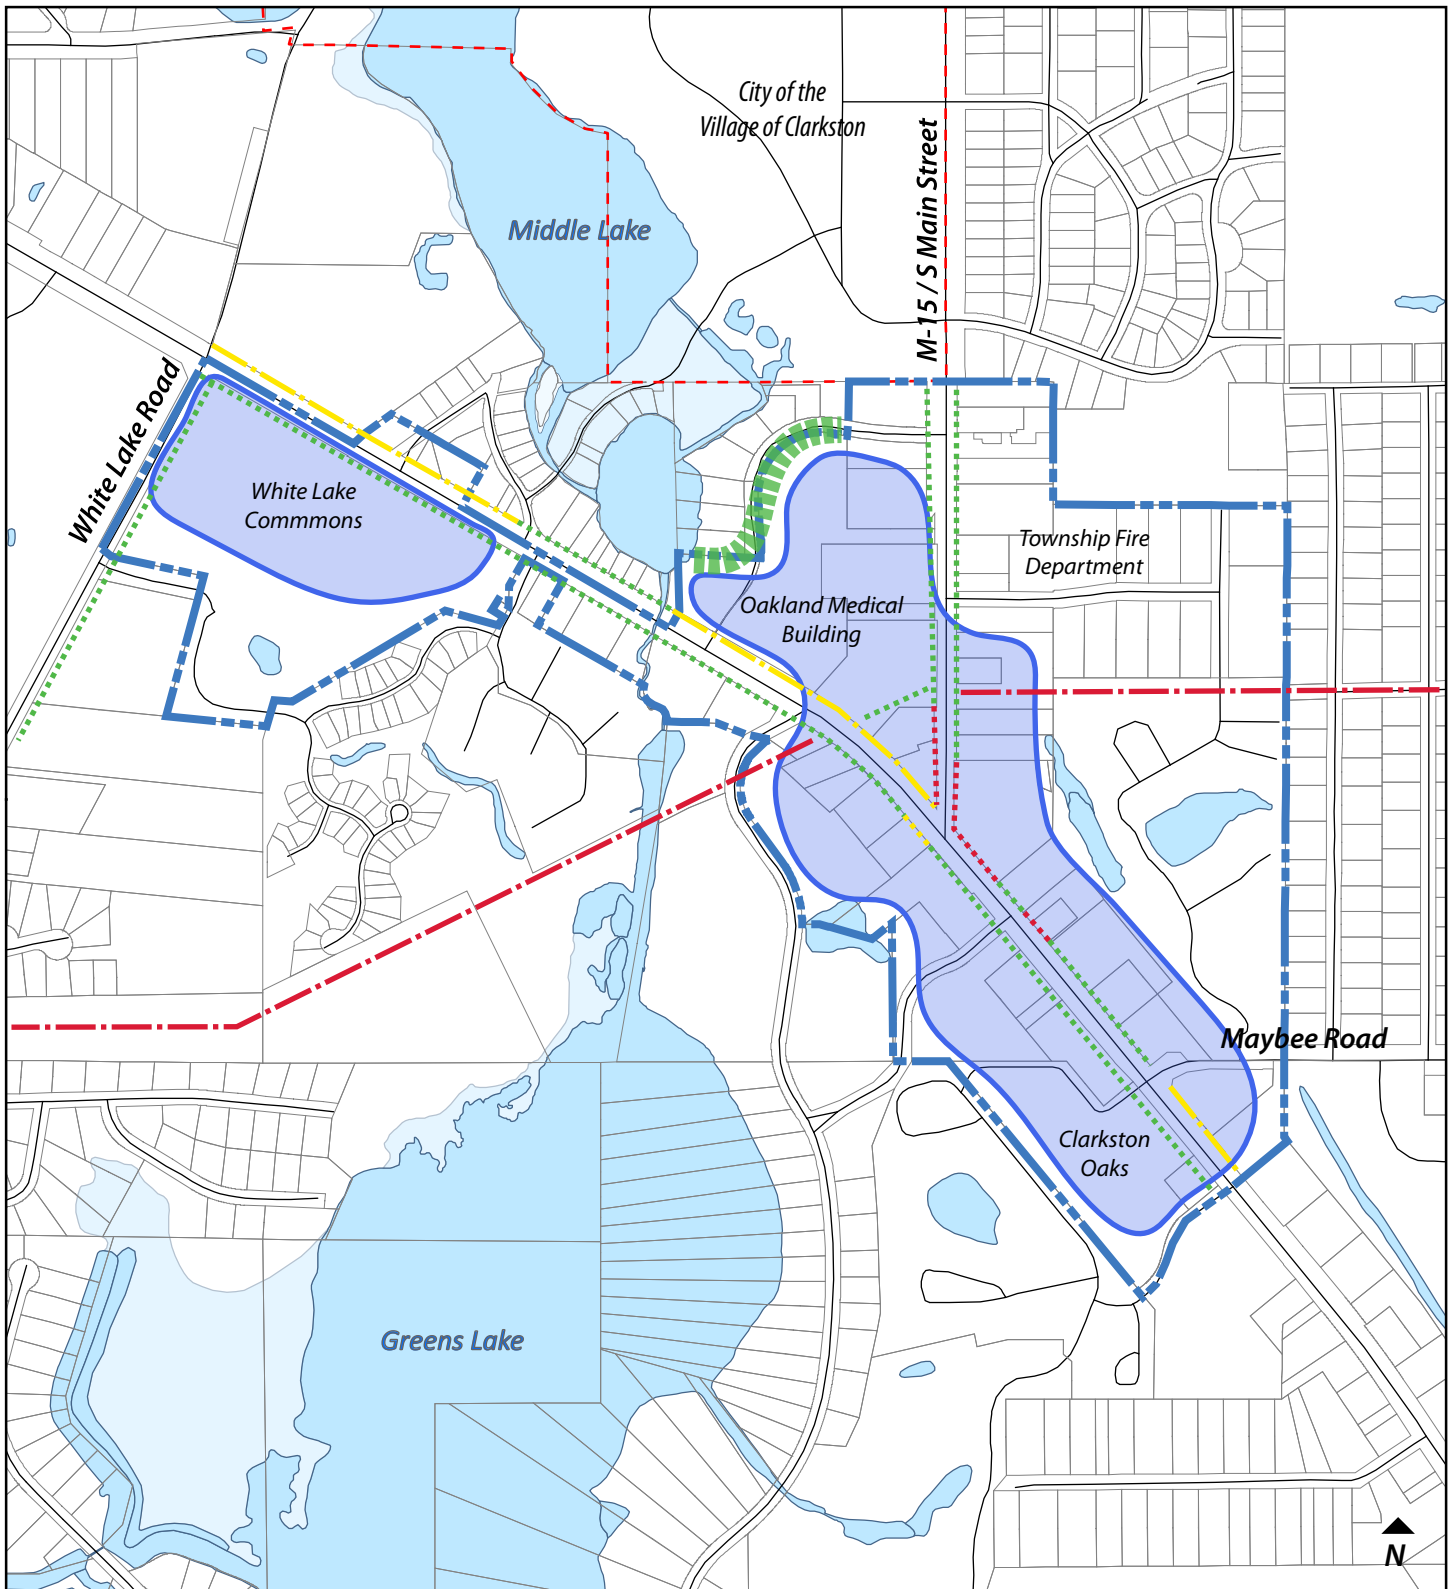 City of the
Village of Clarkston
M-15 / S Main Street
Middle Lake
White Lake Road
White Lake
Commmons
Township Fire
Department
Oakland Medical
Building
Maybee Road
Clarkston
Oaks
Greens Lake
N